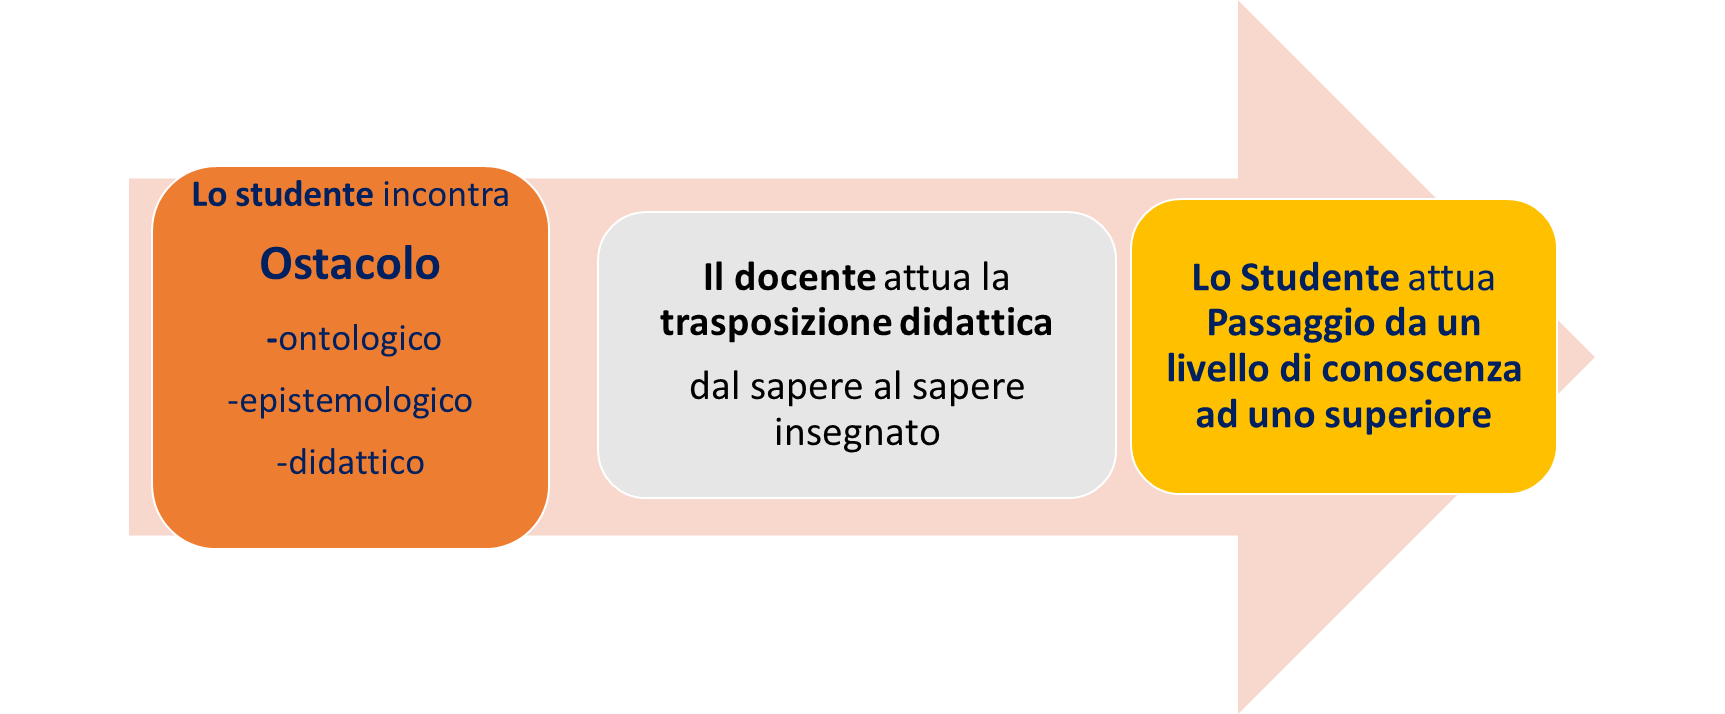 Lo studente incontra
Ostacolo
-ontologico
-epistemologico
-didattico
Il docente attua la
trasposizione didattica
dal sapere al sapere
insegnato
Lo Studente attua
Passaggio da un
livello di conoscenza
ad uno superiore